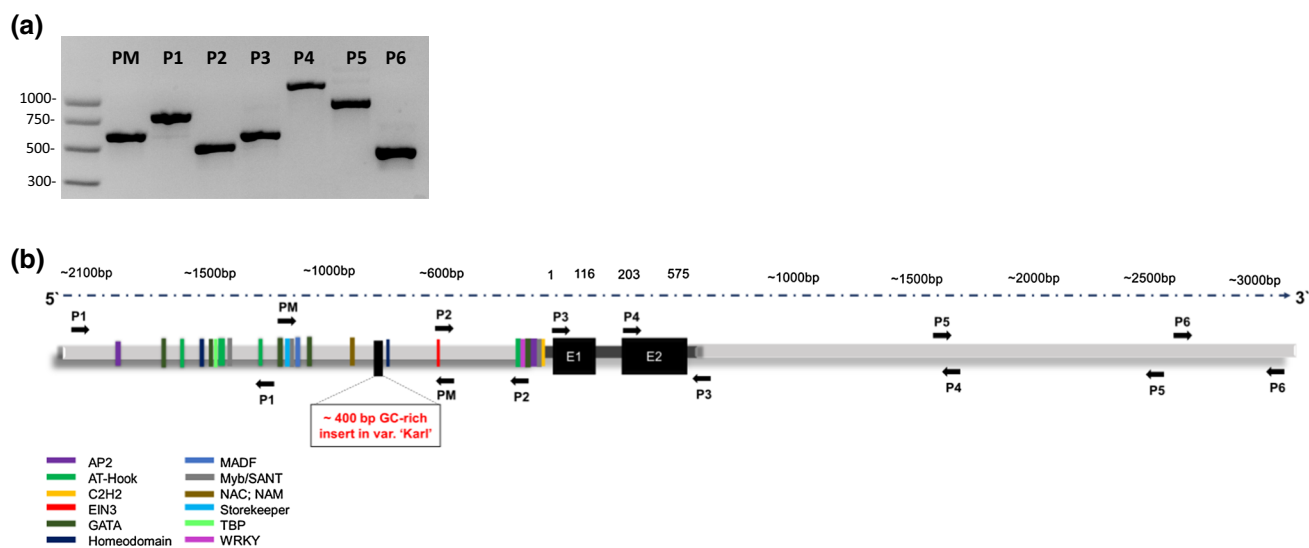 (a)
PM P1 P2 P3 P4 P5 P6
1000-
750-
500-
300-
(b)
~2100bp ~1500bp ~1000bp ~600bp 1 116 203 575 ~1000bp ~1500bp ~2000bp ~2500bp ~3000bp
5` 3`
P1 PM P2 P3 P4 P5 P6
E1 E2
P1 PM P2 P3 P4 P5 P6
~ 400 bp GC-rich
insert in var. ‘Karl’
AP2 MADF
AT-Hook Myb/SANT
C2H2 NAC; NAM
EIN3 Storekeeper
GATA TBP
Homeodomain WRKY